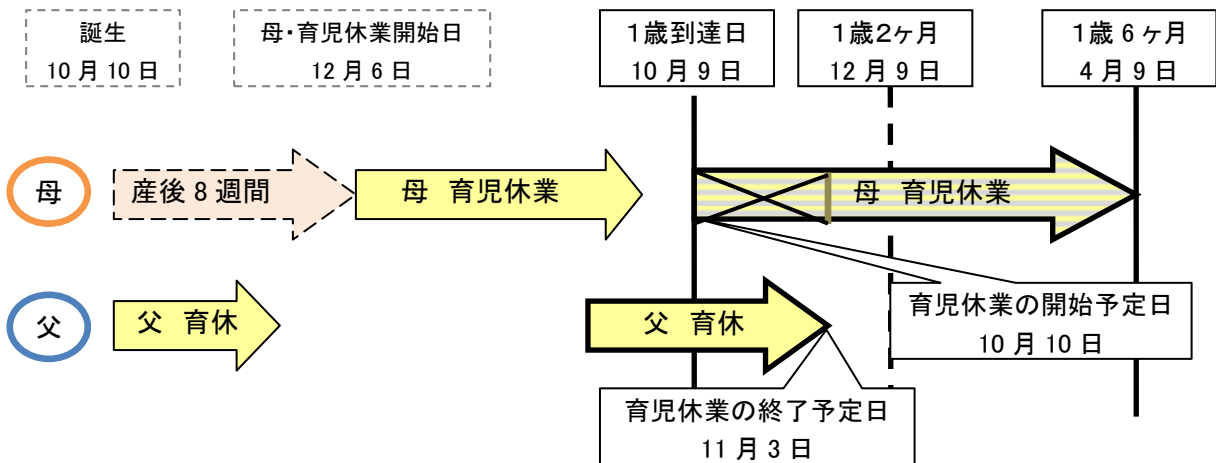 誕生
10月10日
母・育児休業開始日
12月6日
1歳到達日
10月9日
1歳2ヶ月
12月9日
1歳6ヶ月
4月9日
母
産後8週間
母 育児休業
母 育児休業
父
父 育休
父 育休
育児休業の開始予定日
10月10日
育児休業の終了予定日
11月3日